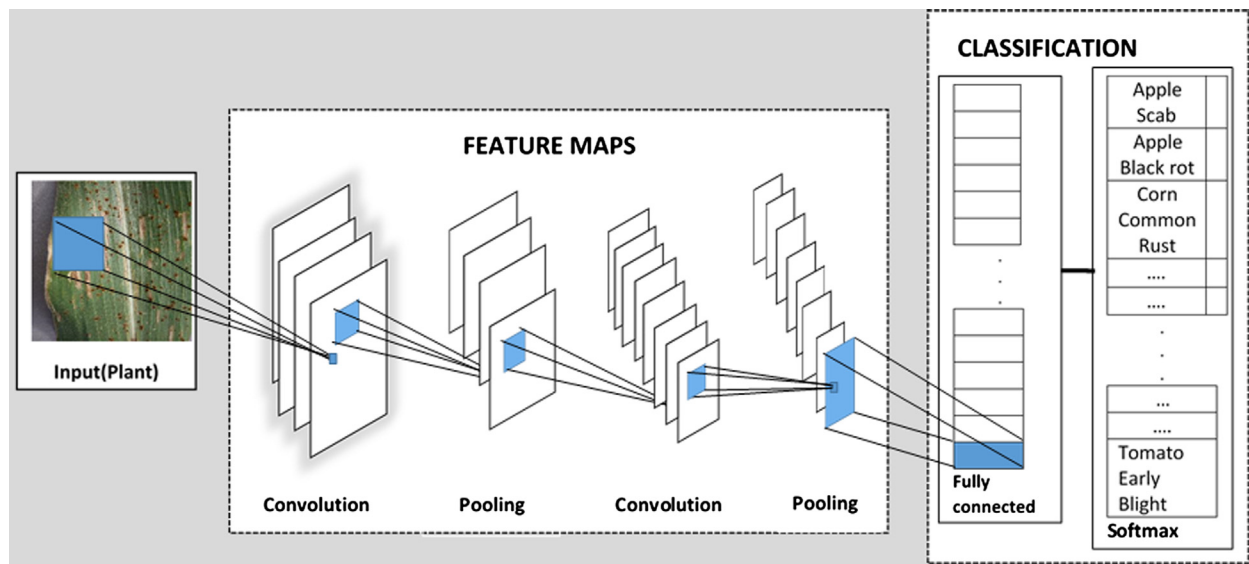 CLASSIFICATION
FEATURE MAPS
Input(Plant)
Convolution
Pooling
Convolution
Pooling
Fully
connected
Apple
Scab
Apple
Black rot
Corn
Common
Rust
....
....
...
....
Tomato
Early
Blight
Softmax